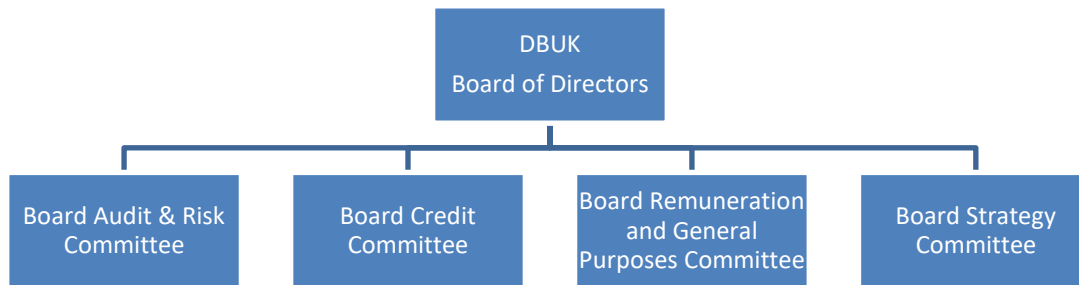 DBUK
Board of Directors
Board Audit & Risk
Committee
Board Credit
Committee
Board Remuneration
and General
Purposes Committee
Board Strategy
Committee